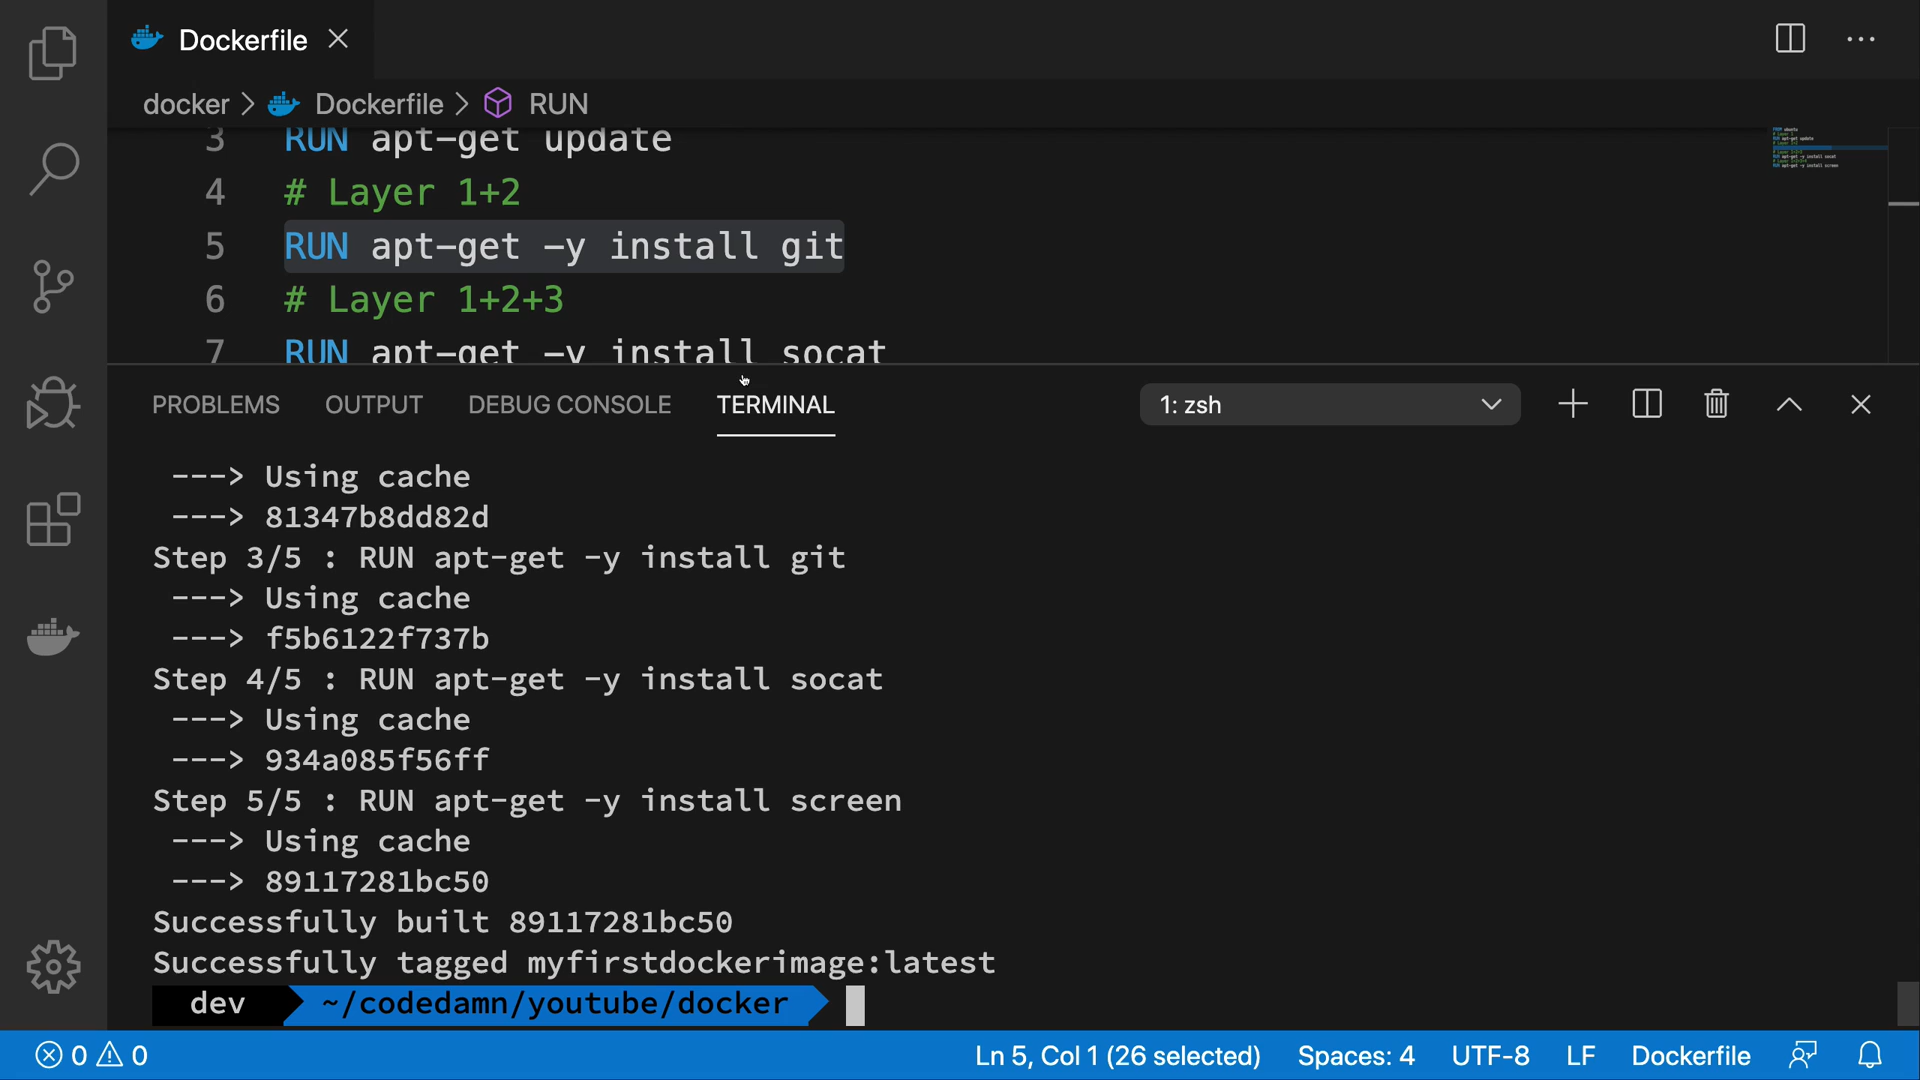 Dockerfile
docker > Dockerfile > RUN
3 RUN apt-get update
4 # Layer 1+2
5 RUN apt-get -y install git
6 # Layer 1+2+3
7 RUN apt-get -y install socat
PROBLEMS OUTPUT DEBUG CONSOLE TERMINAL 1: zsh
---> Using cache
---> 81347b8dd82d
Step 3/5 : RUN apt-get -y install git
---> Using cache
---> f5b6122f737b
Step 4/5 : RUN apt-get -y install socat
---> Using cache
---> 934a085f56ff
Step 5/5 : RUN apt-get -y install screen
---> Using cache
---> 89117281bc50
Successfully built 89117281bc50
Successfully tagged myfirstdockerimage:latest
dev ~/codedamn/youtube/docker
0 0 Ln 5, Col 1 (26 selected) Spaces: 4 UTF-8 LF Dockerfile